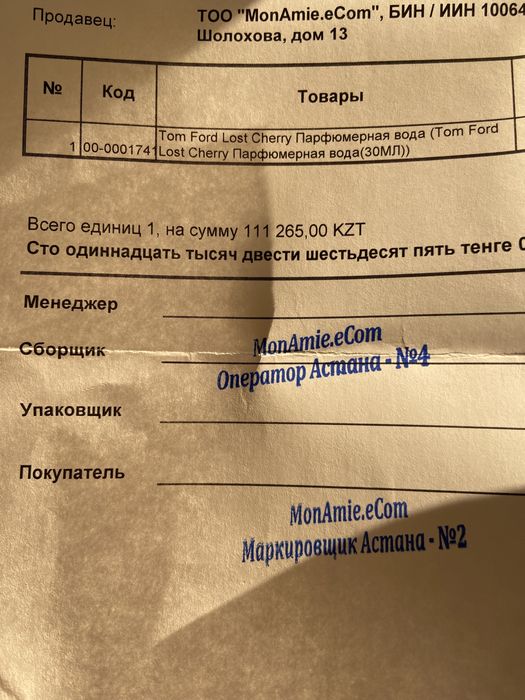 Продавец: ТОО "MonAmie.eCom", БИН / ИИН 10064
Шолохова, дом 13
№ Код Товары
1 00-0001741 Tom Ford Lost Cherry Парфюмерная вода (Tom Ford
Lost Cherry Парфюмерная вода(30МЛ))
Всего единиц 1, на сумму 111 265,00 KZT
Сто одиннадцать тысяч двести шестьдесят пять тенге 0
Менеджер
Сборщик
MonAmie.eCom
Оператор Астана - №4
Упаковщик
Покупатель
MonAmie.eCom
Маркировщик Астана - №2